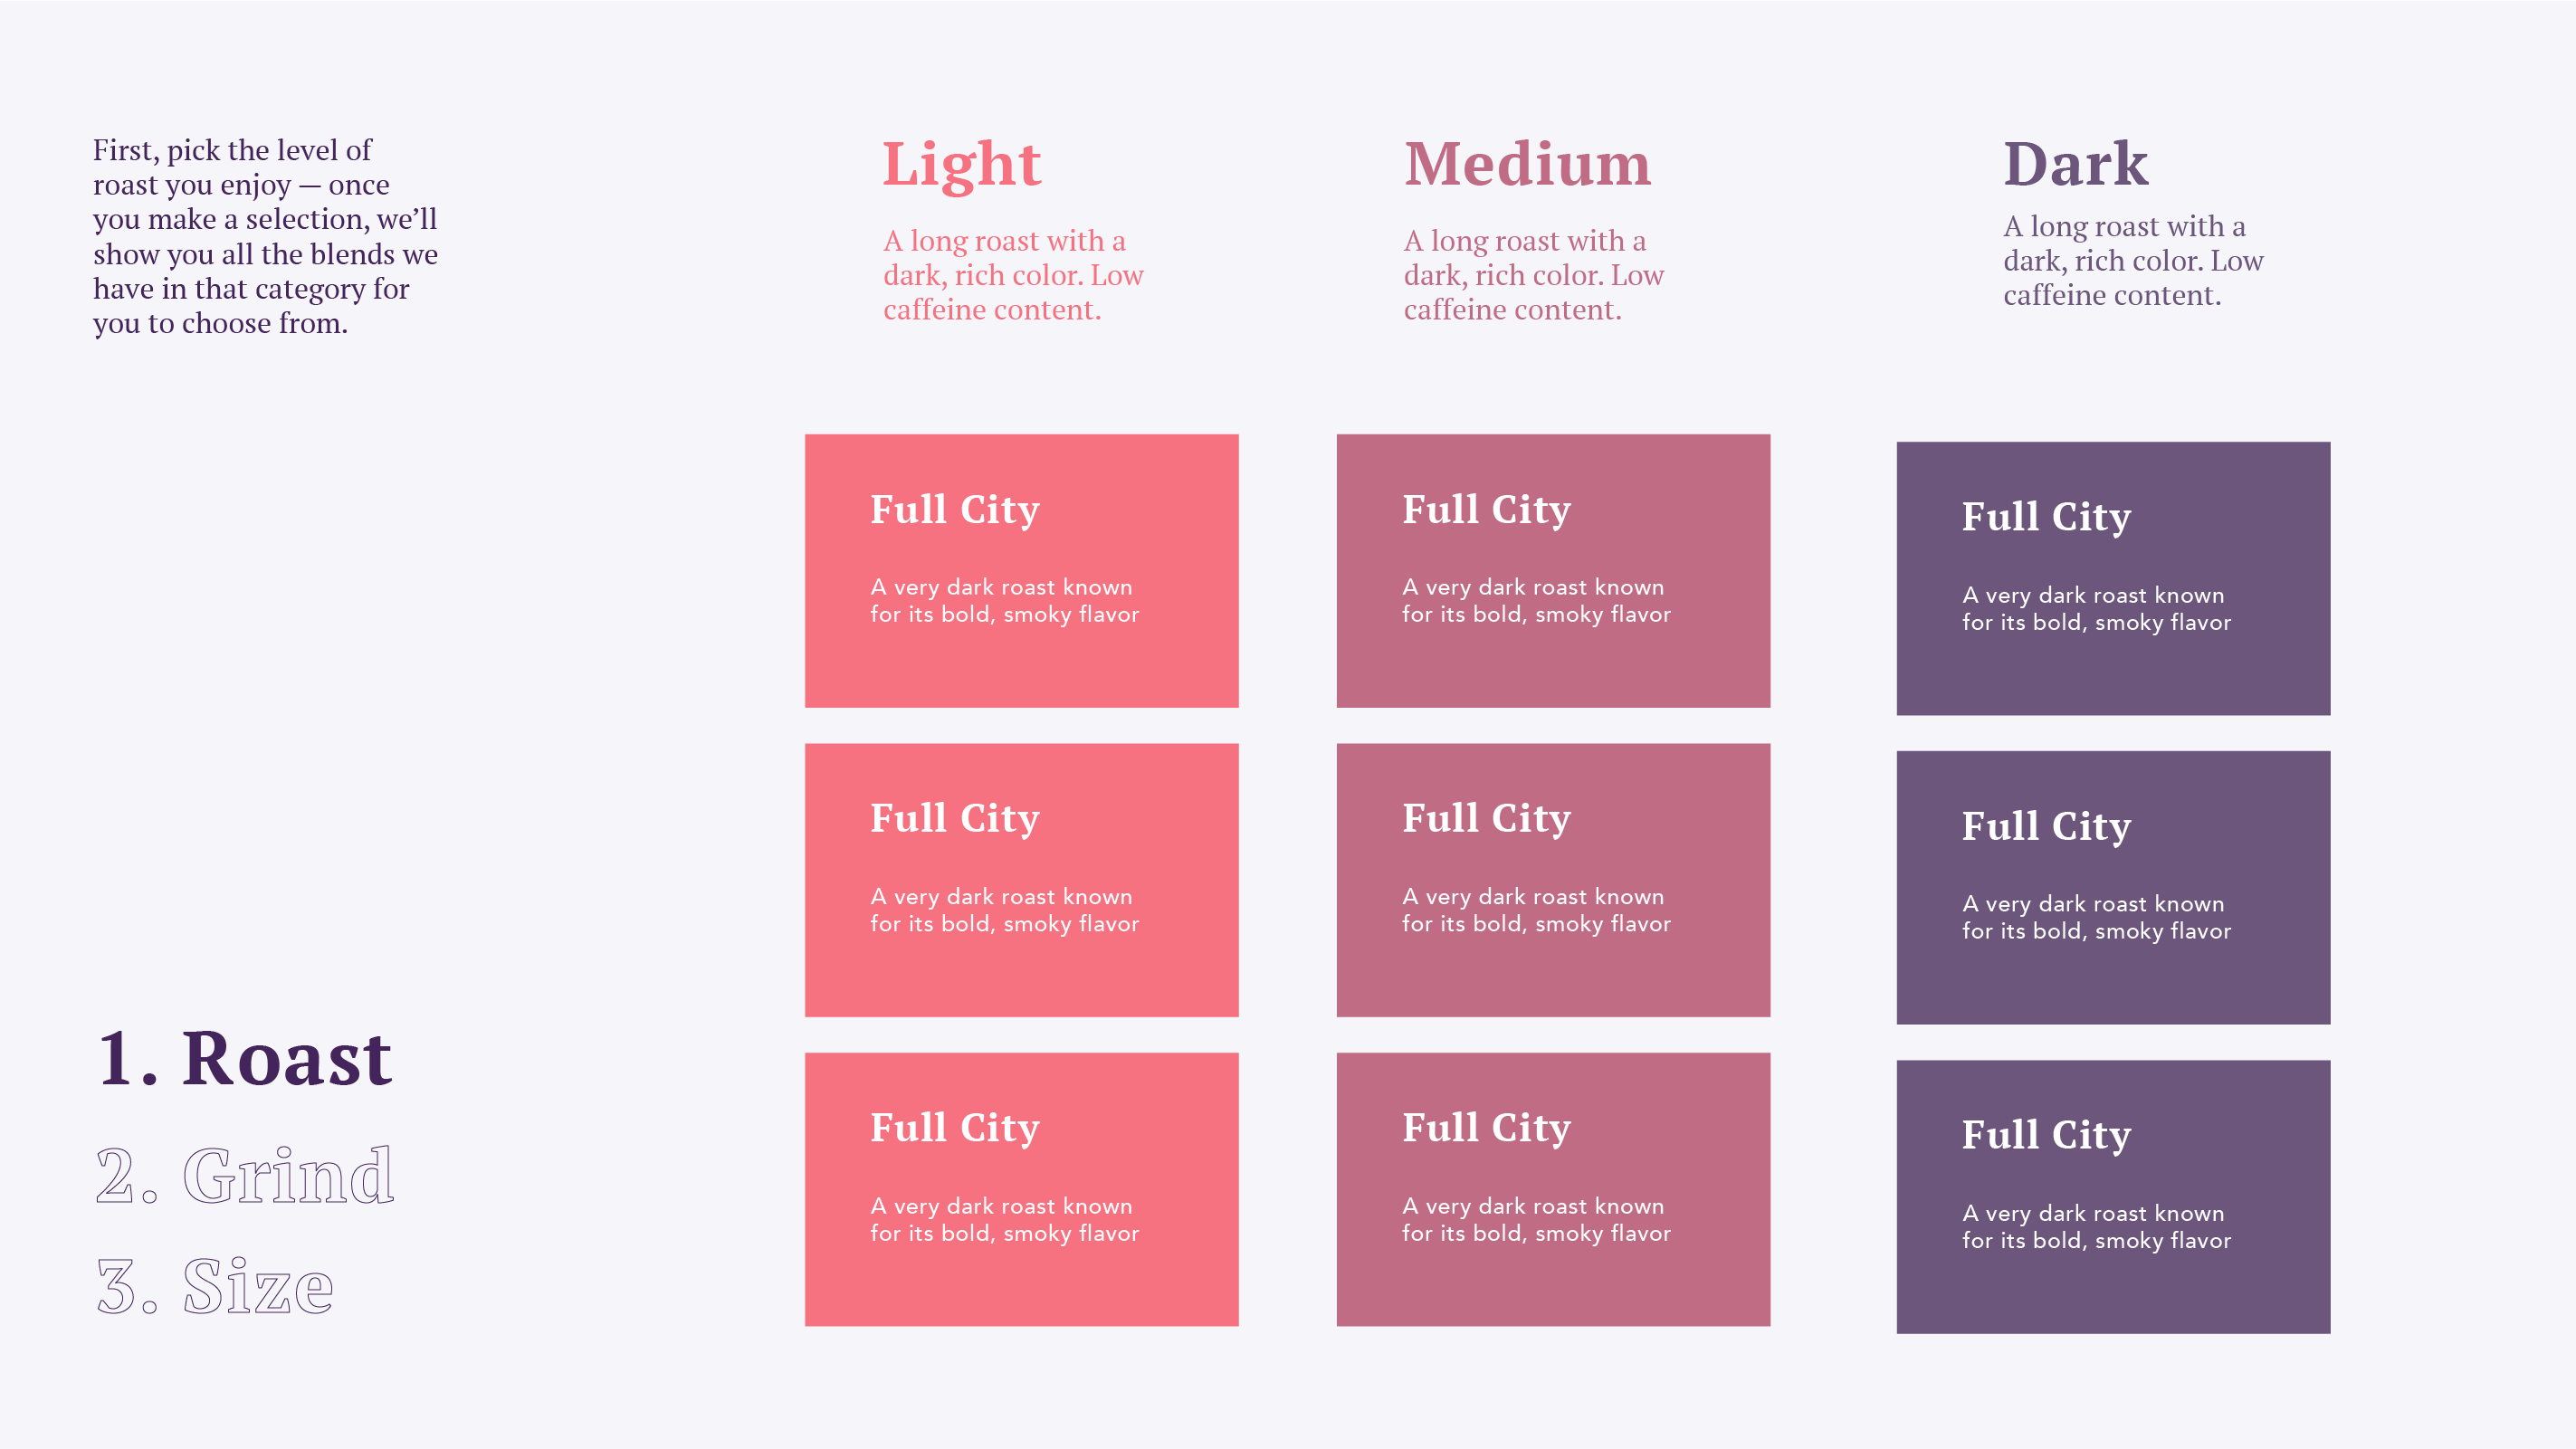 First, pick the level of
roast you enjoy — once
you make a selection, we’ll
show you all the blends we
have in that category for
you to choose from.
1. Roast
2. Grind
3. Size
Light
A long roast with a
dark, rich color. Low
caffeine content.
Full City
A very dark roast known
for its bold, smoky flavor
Full City
A very dark roast known
for its bold, smoky flavor
Full City
A very dark roast known
for its bold, smoky flavor
Medium
A long roast with a
dark, rich color. Low
caffeine content.
Full City
A very dark roast known
for its bold, smoky flavor
Full City
A very dark roast known
for its bold, smoky flavor
Full City
A very dark roast known
for its bold, smoky flavor
Dark
A long roast with a
dark, rich color. Low
caffeine content.
Full City
A very dark roast known
for its bold, smoky flavor
Full City
A very dark roast known
for its bold, smoky flavor
Full City
A very dark roast known
for its bold, smoky flavor